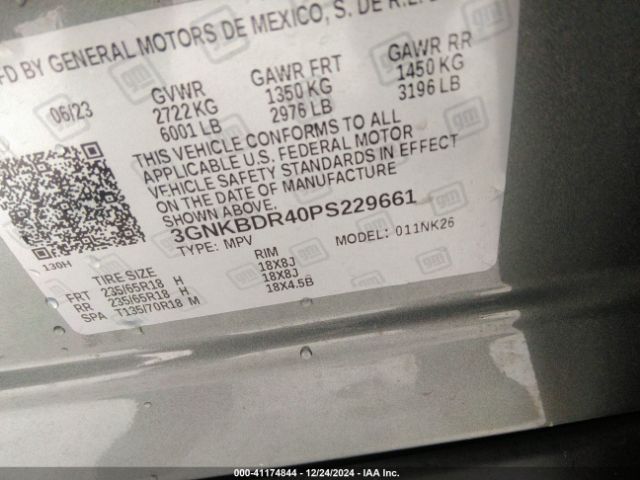 FD BY GENERAL MOTORS DE MEXICO, S. DE R.L.
06/23
GVWR
2722 KG
6001 LB
GAWR FRT
1350 KG
2976 LB
GAWR RR
1450 KG
3196 LB
THIS VEHICLE CONFORMS TO ALL
APPLICABLE U.S. FEDERAL MOTOR
VEHICLE SAFETY STANDARDS IN EFFECT
ON THE DATE OF MANUFACTURE
SHOWN ABOVE.
3GNKBDR40PS229661
TYPE: MPV
MODEL: 011NK26
130H
TIRE SIZE
RIM
FRT 235/65R18 H 18X8J
RR 235/65R18 H 18X8J
SPA T135/70R18 M 18X4.5B
000-41174844 - 12/24/2024 - IAA Inc.